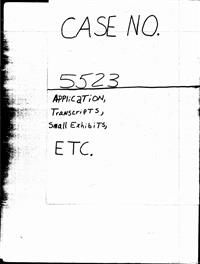 CASE NO.
5523
APPLICATION,
TRANSCRIPTS,
SMALL EXHIBITS,
ETC.